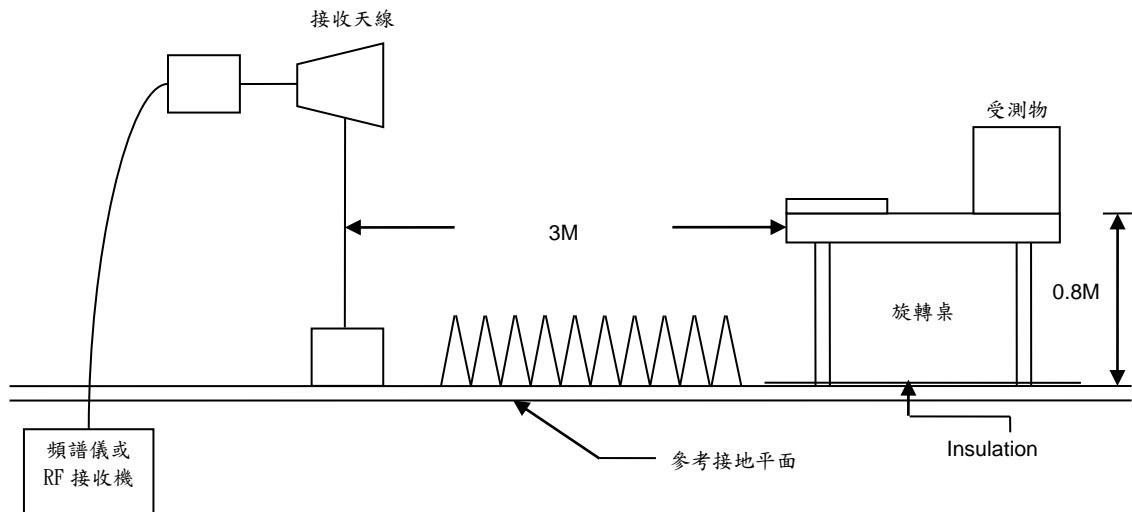 接收天線
受測物
3M
0.8M
旋轉桌
頻譜儀或
RF 接收機
參考接地平面
Insulation